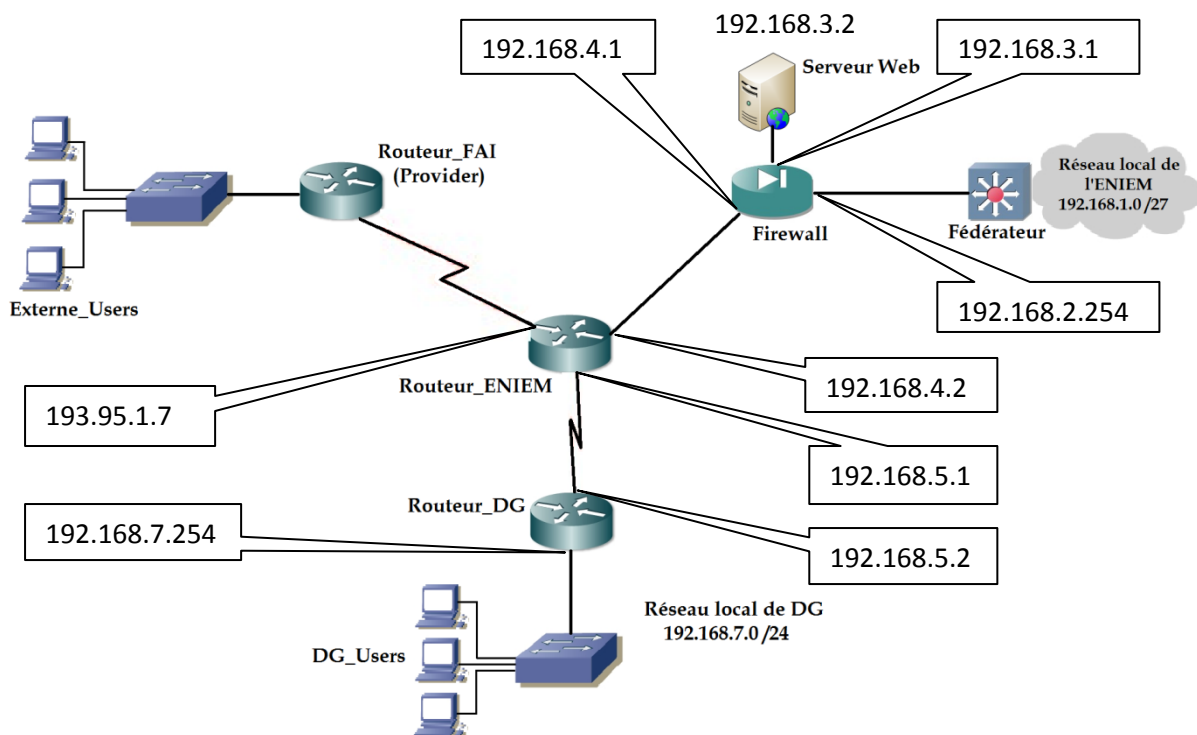 192.168.3.2
192.168.4.1
192.168.3.1
Serveur Web
Routeur_FAI
(Provider)
Réseau local de
l'ENIEM
192.168.1.0 /27
Firewall
Fédérateur
Externe_Users
192.168.2.254
Routeur_ENIEM
192.168.4.2
193.95.1.7
192.168.5.1
Routeur_DG
192.168.7.254
192.168.5.2
Réseau local de DG
192.168.7.0 /24
DG_Users